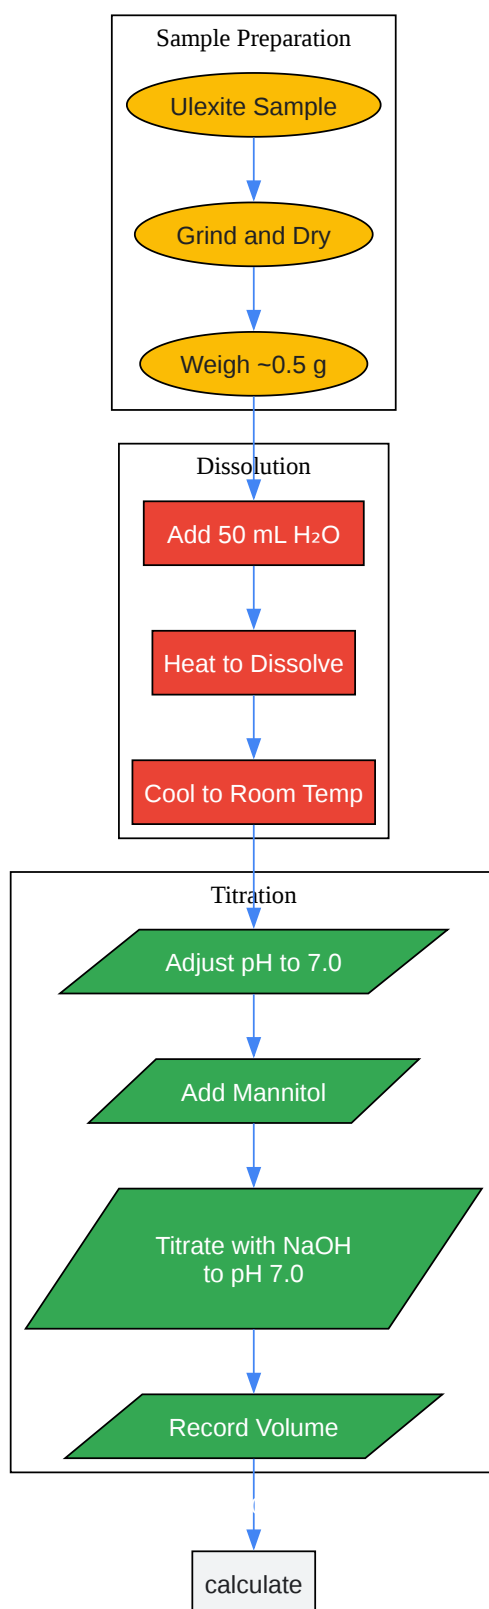 Sample Preparation
Ulexite Sample
Grind and Dry
Weigh ~0.5 g
Dissolution
Add 50 mL H₂O
Heat to Dissolve
Cool to Room Temp
Titration
Adjust pH to 7.0
Add Mannitol
Titrate with NaOH
to pH 7.0
Record Volume
calculate